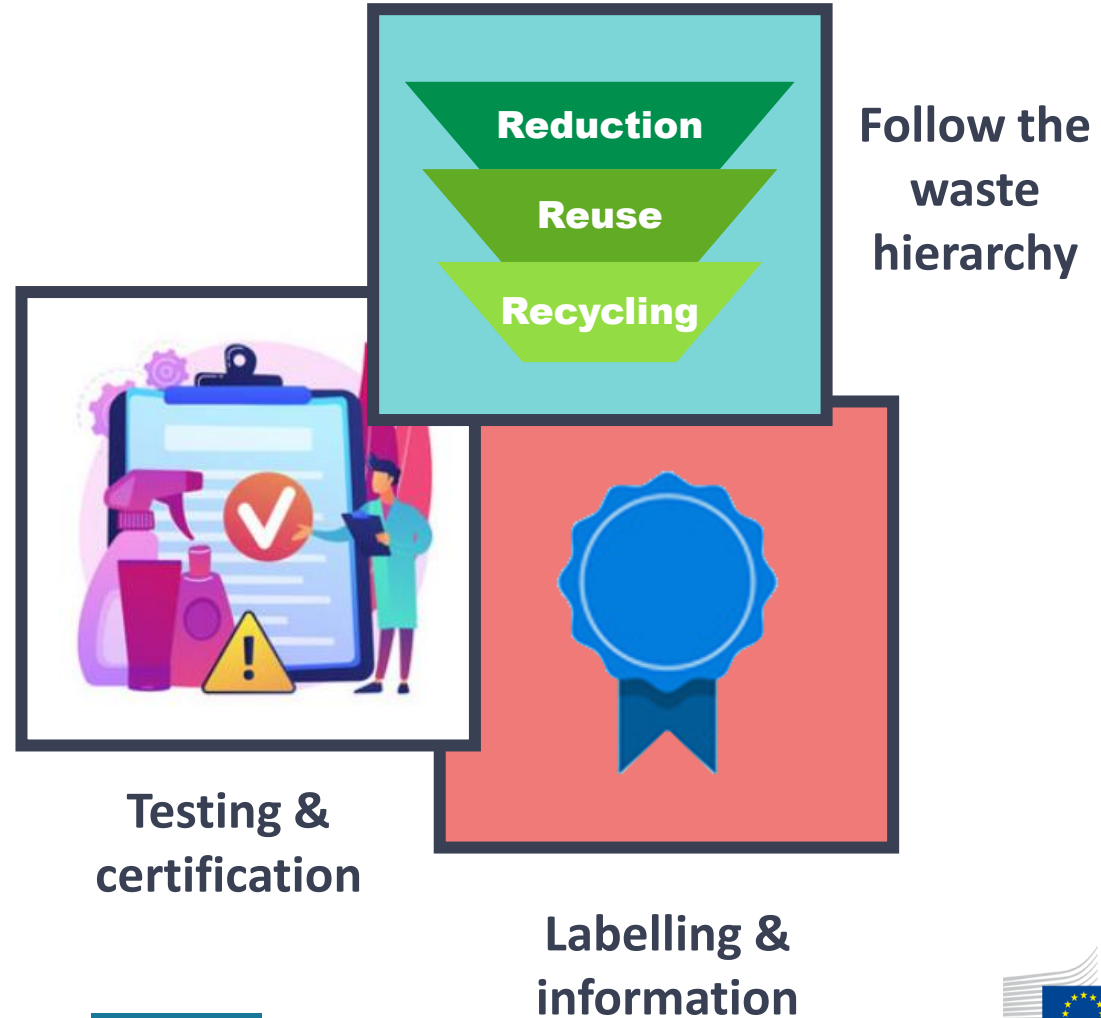 Reduction
Reuse
Recycling
Follow the
waste
hierarchy
Testing &
certification
Labelling &
information